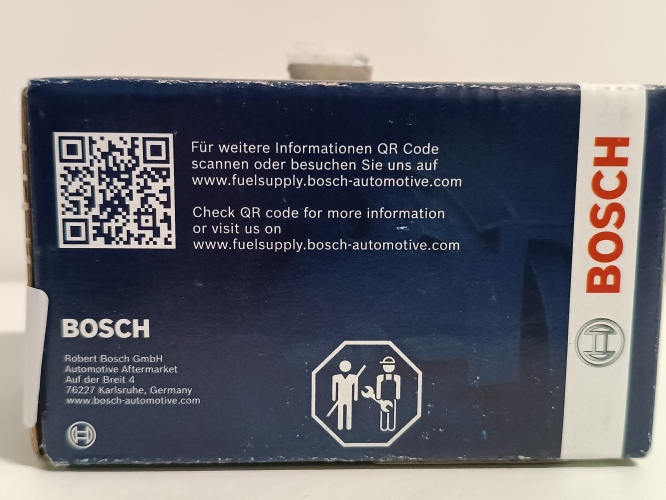 Für weitere Informationen QR Code
scannen oder besuchen Sie uns auf
www.fuelsupply.bosch-automotive.com
Check QR code for more information
or visit us on
www.fuelsupply.bosch-automotive.com
BOSCH
Robert Bosch GmbH
Automotive Aftermarket
Auf der Breit 4
76227 Karlsruhe, Germany
www.bosch-automotive.com
BOSCH